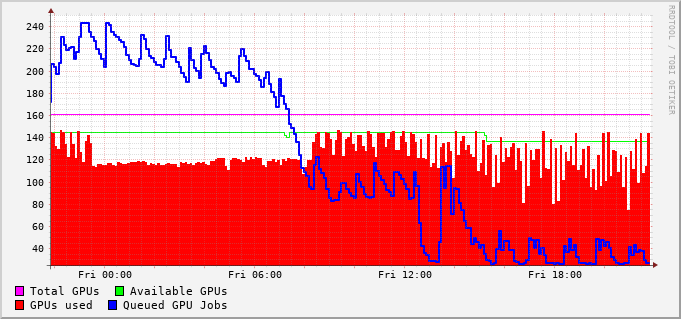 240
220
200
180
160
140
120
100
80
60
40
Fri 00:00 Fri 06:00 Fri 12:00 Fri 18:00
Total GPUs Available GPUs
GPUs used Queued GPU Jobs
RRDTOOL / TOBI OETIKER